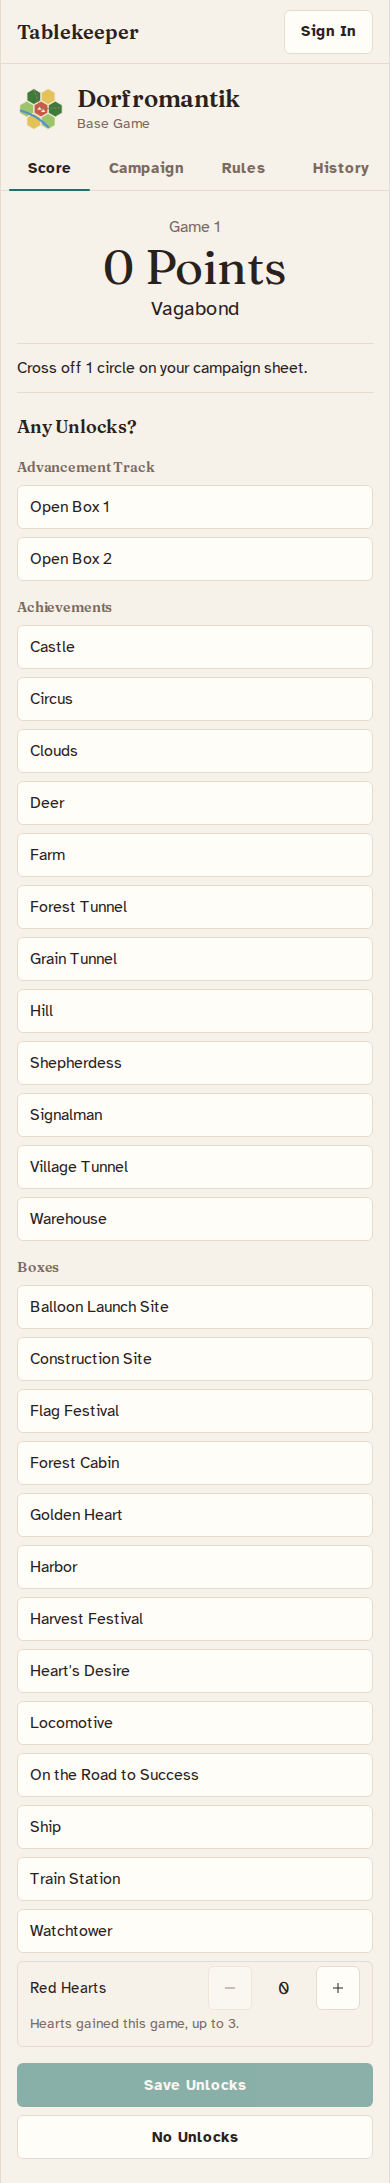 Tablekeeper
Sign In
Dorfromantik
Base Game
Score
Campaign
Rules
History
Game 1
0 Points
Vagabond
Cross off 1 circle on your campaign sheet.
Any Unlocks?
Advancement Track
Open Box 1
Open Box 2
Achievements
Castle
Circus
Clouds
Deer
Farm
Forest Tunnel
Grain Tunnel
Hill
Shepherdess
Signalman
Village Tunnel
Warehouse
Boxes
Balloon Launch Site
Construction Site
Flag Festival
Forest Cabin
Golden Heart
Harbor
Harvest Festival
Heart's Desire
Locomotive
On the Road to Success
Ship
Train Station
Watchtower
Red Hearts
− 0 +
Hearts gained this game, up to 3.
Save Unlocks
No Unlocks